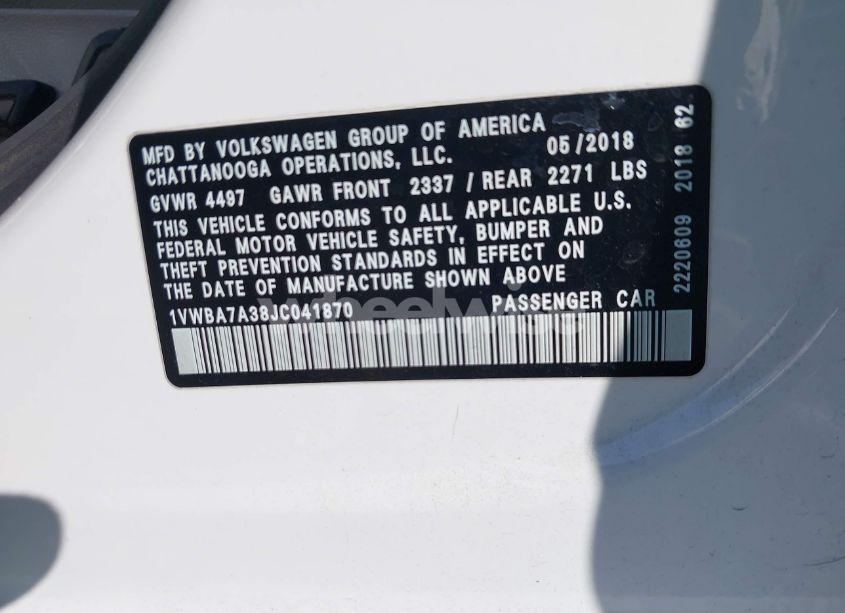 MFD BY VOLKSWAGEN GROUP OF AMERICA
CHATTANOOGA OPERATIONS, LLC. 05/2018
GVWR 4497 GAWR FRONT 2337 / REAR 2271 LBS
THIS VEHICLE CONFORMS TO ALL APPLICABLE U.S.
FEDERAL MOTOR VEHICLE SAFETY, BUMPER AND
THEFT PREVENTION STANDARDS IN EFFECT ON
THE DATE OF MANUFACTURE SHOWN ABOVE
1VWBA7A38JC041870 PASSENGER CAR
2220609 2018 62
wheelwise